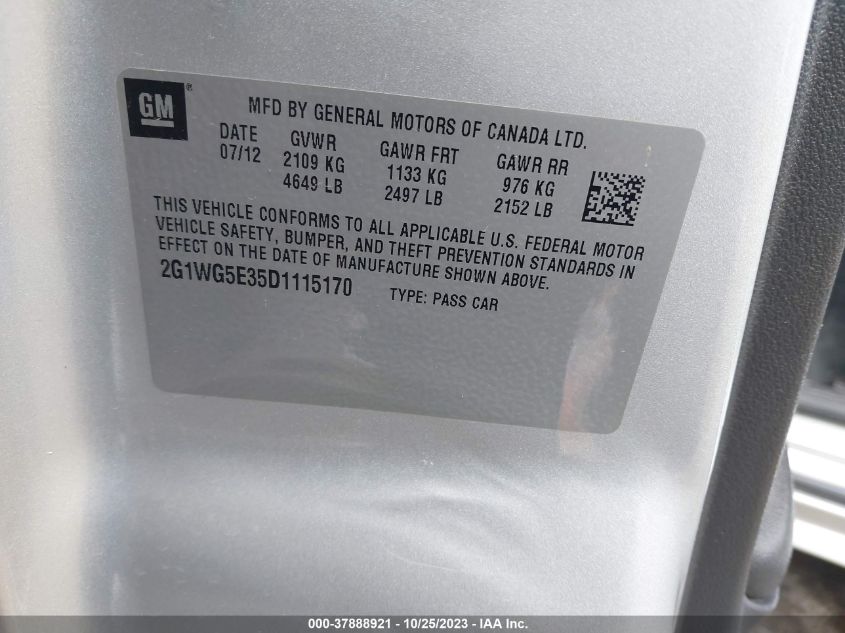 GM ®
MFD BY GENERAL MOTORS OF CANADA LTD.
DATE GVWR GAWR FRT GAWR RR
07/12 2109 KG 1133 KG 976 KG
4649 LB 2497 LB 2152 LB
THIS VEHICLE CONFORMS TO ALL APPLICABLE U.S. FEDERAL MOTOR
VEHICLE SAFETY, BUMPER, AND THEFT PREVENTION STANDARDS IN
EFFECT ON THE DATE OF MANUFACTURE SHOWN ABOVE.
2G1WG5E35D1115170 TYPE: PASS CAR
000-37888921 - 10/25/2023 - IAA Inc.